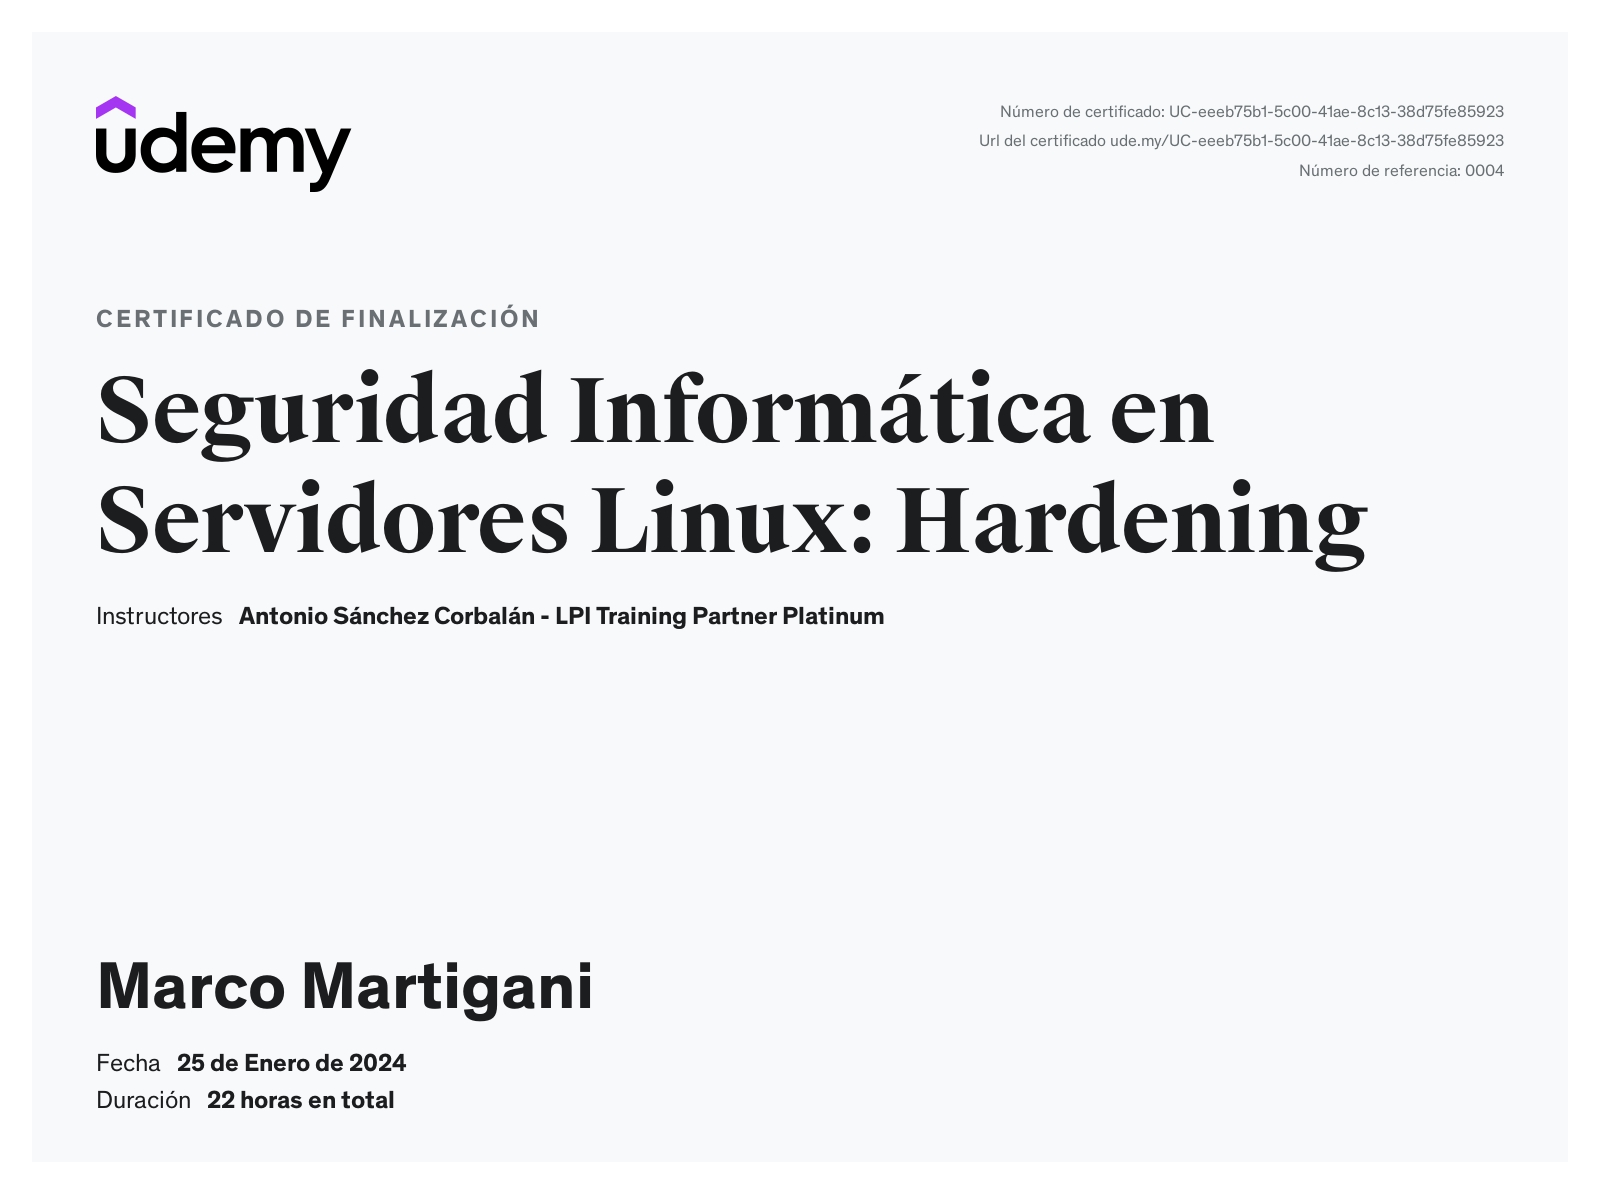 udemy
Número de certificado: UC-eeeb75b1-5c00-41ae-8c13-38d75fe85923
Url del certificado ude.my/UC-eeeb75b1-5c00-41ae-8c13-38d75fe85923
Número de referencia: 0004
CERTIFICADO DE FINALIZACIÓN
Seguridad Informática en
Servidores Linux: Hardening
Instructores Antonio Sánchez Corbalán - LPI Training Partner Platinum
Marco Martigani
Fecha 25 de Enero de 2024
Duración 22 horas en total